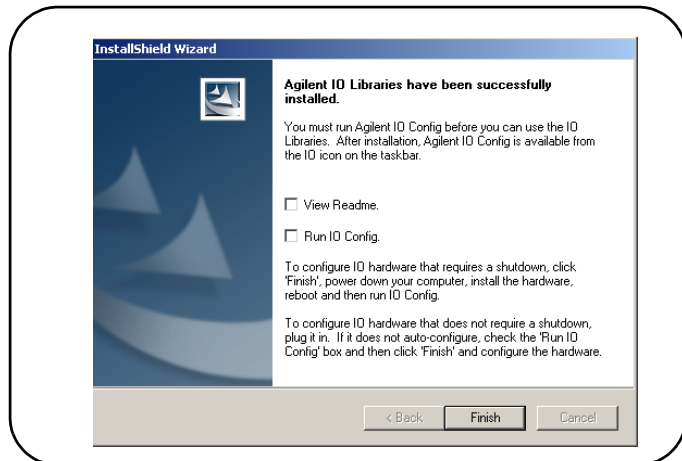 InstallShield Wizard
Agilent IO Libraries have been successfully
installed.
You must run Agilent IO Config before you can use the IO
Libraries. After installation, Agilent IO Config is available from
the IO icon on the taskbar.
View Readme.
Run IO Config.
To configure IO hardware that requires a shutdown, click
'Finish', power down your computer, install the hardware,
reboot and then run IO Config.
To configure IO hardware that does not require a shutdown,
plug it in. If it does not auto-configure, check the 'Run IO
Config' box and then click 'Finish' and configure the hardware.
< Back Finish Cancel